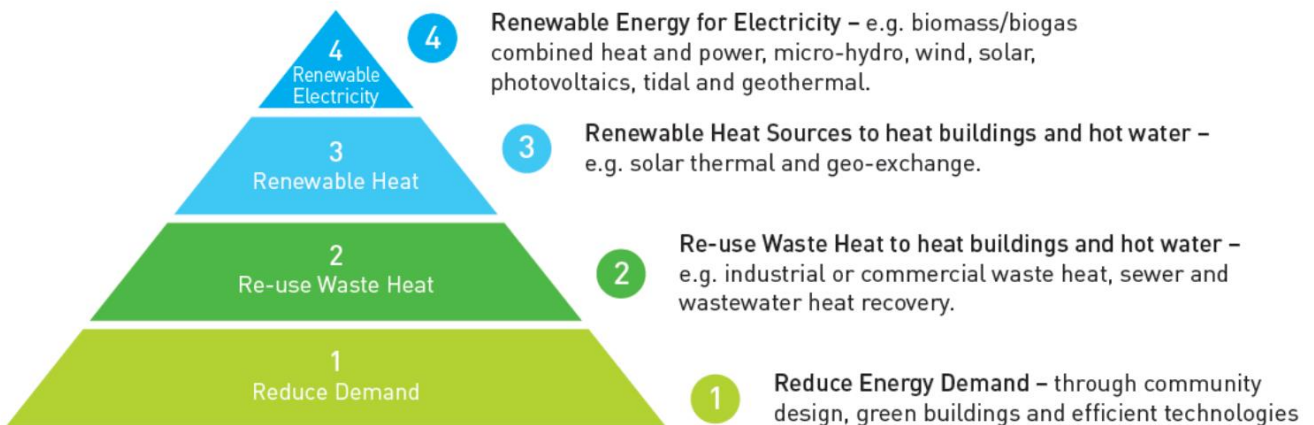 4
Renewable
Electricity
4
Renewable Energy for Electricity – e.g. biomass/biogas
combined heat and power, micro-hydro, wind, solar,
photovoltaics, tidal and geothermal.
3
Renewable Heat
3
Renewable Heat Sources to heat buildings and hot water –
e.g. solar thermal and geo-exchange.
2
Re-use Waste Heat
2
Re-use Waste Heat to heat buildings and hot water –
e.g. industrial or commercial waste heat, sewer and
wastewater heat recovery.
1
Reduce Demand
1
Reduce Energy Demand – through community
design, green buildings and efficient technologies